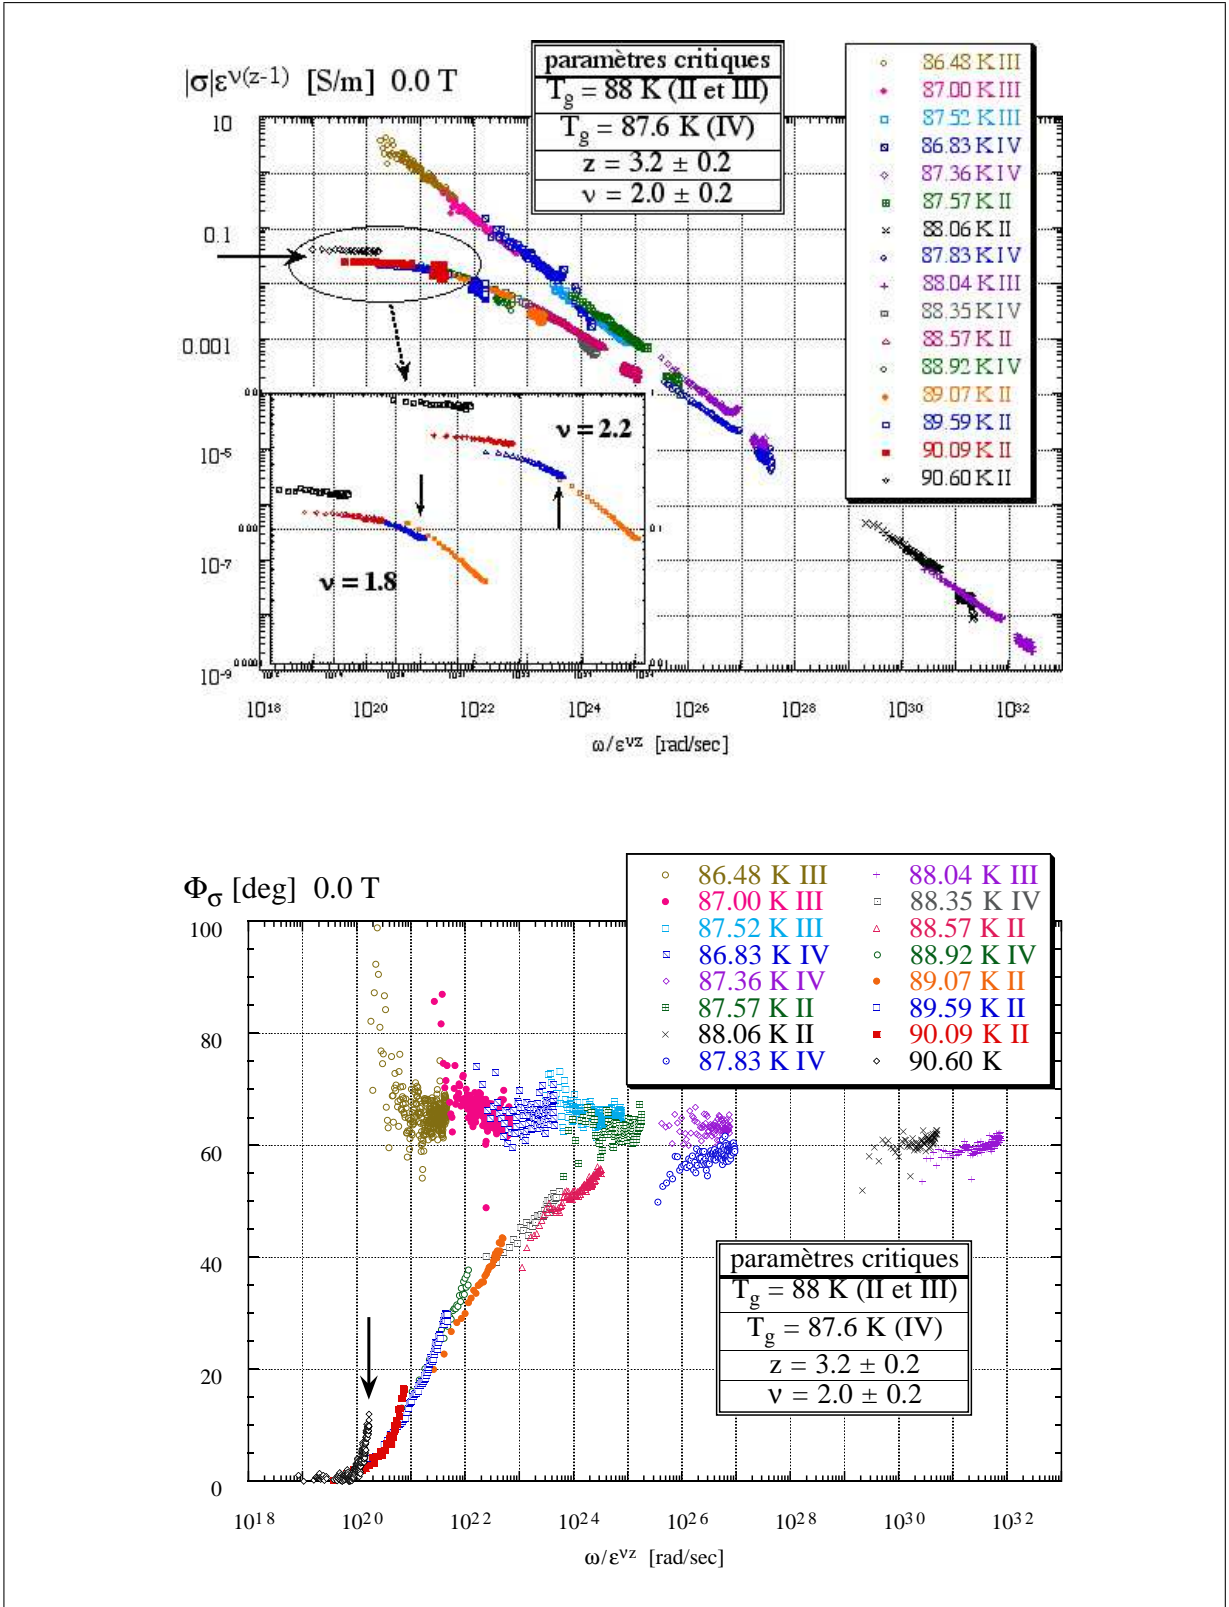 |σ|ε^ν(z-1) [S/m] 0.0 T
paramètres critiques
T_g = 88 K (II et III)
T_g = 87.6 K (IV)
z = 3.2 ± 0.2
ν = 2.0 ± 0.2
86.48 K III
87.00 K III
87.52 K III
86.83 K IV
87.36 K IV
87.57 K II
88.06 K II
87.83 K IV
88.04 K III
88.35 K IV
88.57 K II
88.92 K IV
89.07 K II
89.59 K II
90.09 K II
90.60 K II
10
0.1
0.001
10^-5
10^-7
10^-9
ν = 2.2
ν = 1.8
10^18 10^20 10^22 10^24 10^26 10^28 10^30 10^32
ω/ε^νz [rad/sec]
Φ_σ [deg] 0.0 T
86.48 K III
87.00 K III
87.52 K III
86.83 K IV
87.36 K IV
87.57 K II
88.06 K II
87.83 K IV
88.04 K III
88.35 K IV
88.57 K II
88.92 K IV
89.07 K II
89.59 K II
90.09 K II
90.60 K
100
80
60
40
20
0
paramètres critiques
T_g = 88 K (II et III)
T_g = 87.6 K (IV)
z = 3.2 ± 0.2
ν = 2.0 ± 0.2
10^18 10^20 10^22 10^24 10^26 10^28 10^30 10^32
ω/ε^νz [rad/sec]